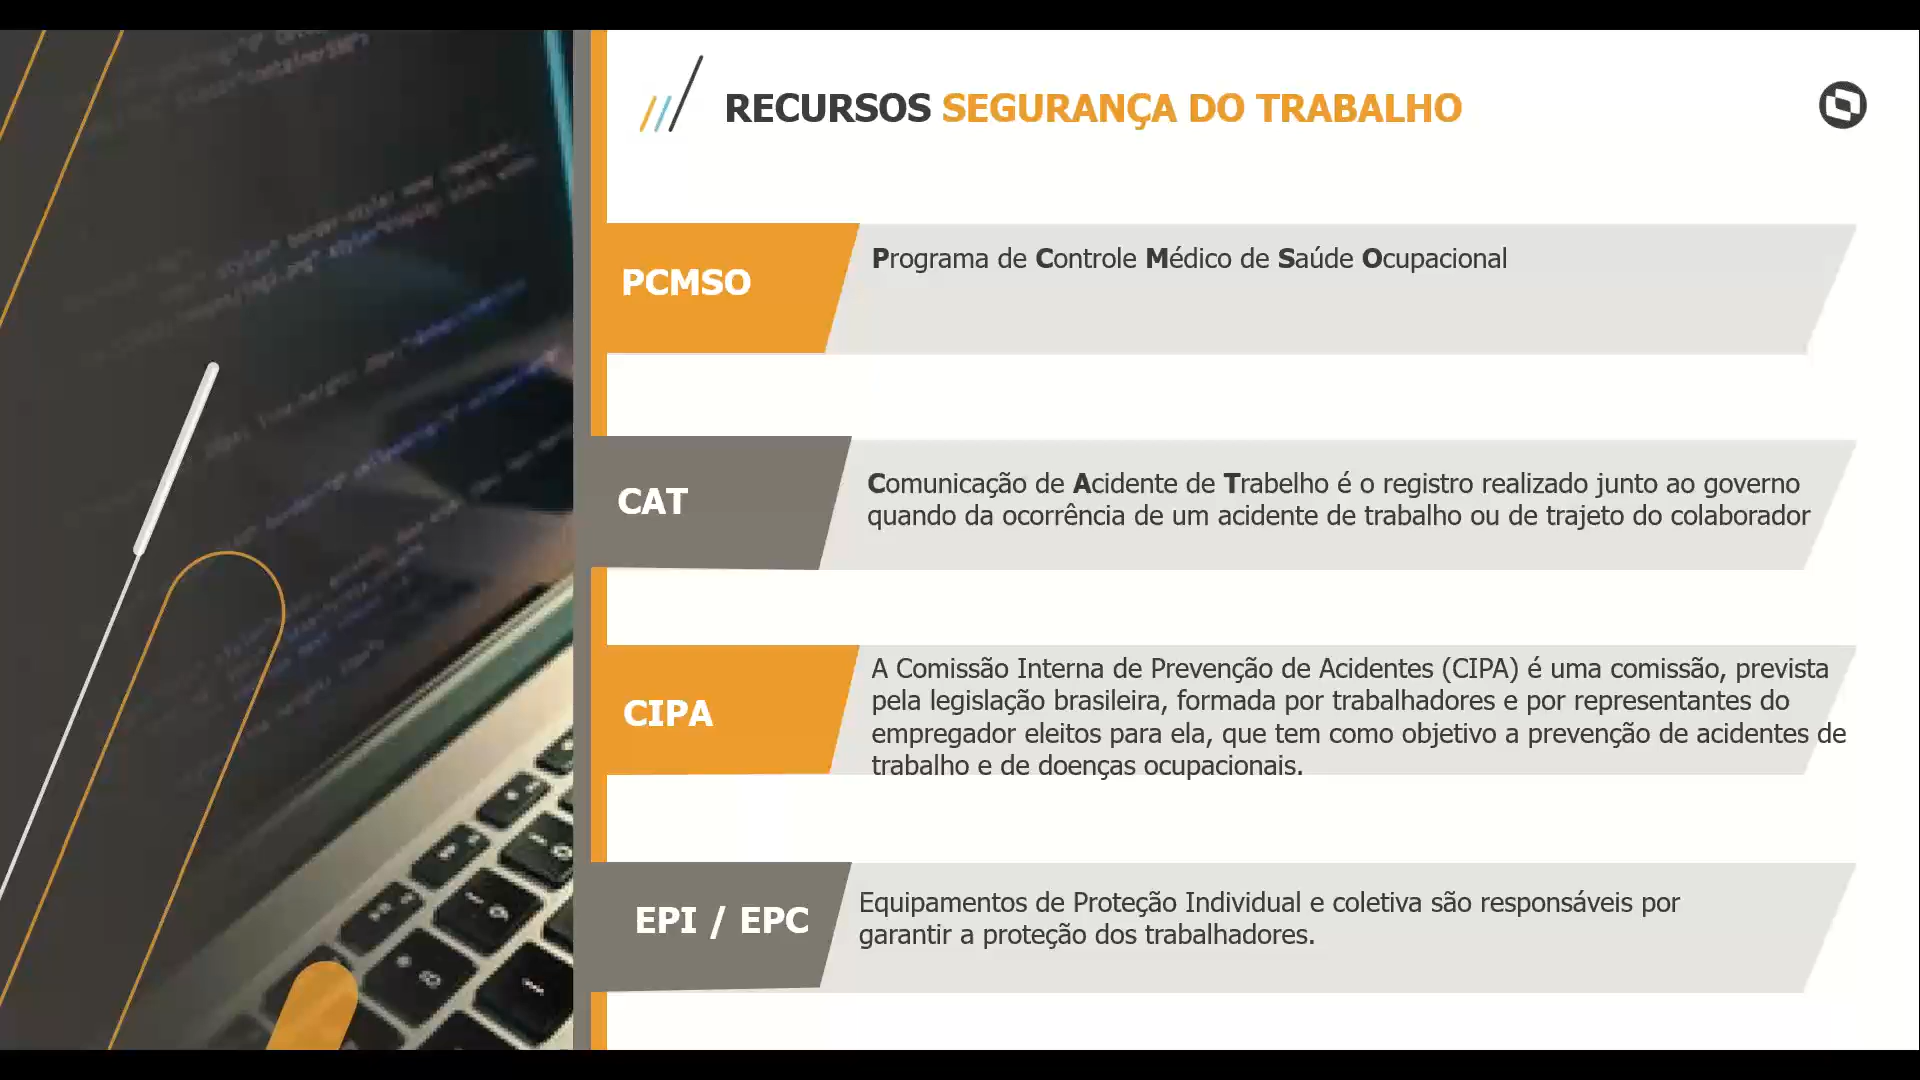 RECURSOS SEGURANÇA DO TRABALHO
PCMSO
Programa de Controle Médico de Saúde Ocupacional
CAT
Comunicação de Acidente de Trabelho é o registro realizado junto ao governo
quando da ocorrência de um acidente de trabalho ou de trajeto do colaborador
CIPA
A Comissão Interna de Prevenção de Acidentes (CIPA) é uma comissão, prevista
pela legislação brasileira, formada por trabalhadores e por representantes do
empregador eleitos para ela, que tem como objetivo a prevenção de acidentes de
trabalho e de doenças ocupacionais.
EPI / EPC
Equipamentos de Proteção Individual e coletiva são responsáveis por
garantir a proteção dos trabalhadores.